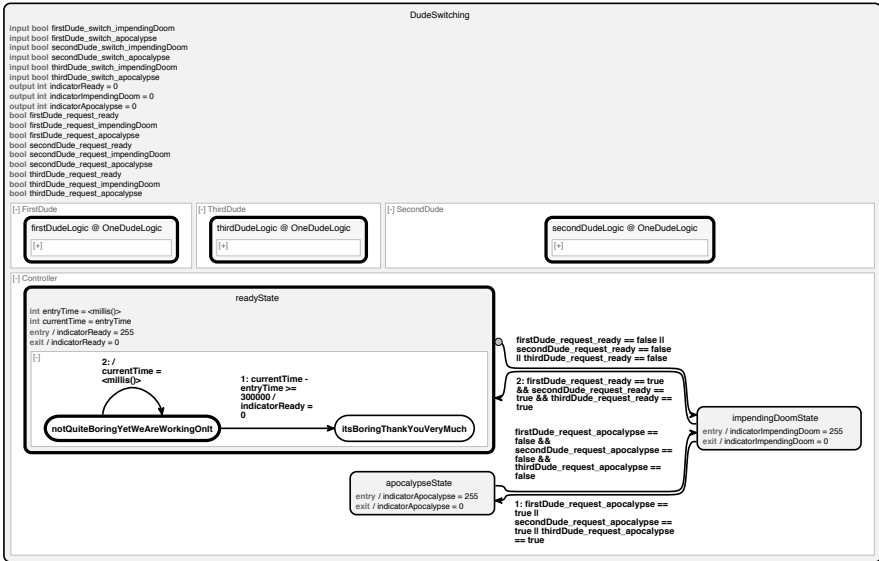 DudeSwitching
input bool firstDude_switch_impendingDoom
input bool firstDude_switch_apocalypse
input bool secondDude_switch_impendingDoom
input bool secondDude_switch_apocalypse
input bool thirdDude_switch_impendingDoom
input bool thirdDude_switch_apocalypse
output int indicatorReady = 0
output int indicatorImpendingDoom = 0
output int indicatorApocalypse = 0
bool firstDude_request_ready
bool firstDude_request_impendingDoom
bool firstDude_request_apocalypse
bool secondDude_request_ready
bool secondDude_request_impendingDoom
bool secondDude_request_apocalypse
bool thirdDude_request_ready
bool thirdDude_request_impendingDoom
bool thirdDude_request_apocalypse
[-] FirstDude
firstDudeLogic @ OneDudeLogic
[+]
[-] ThirdDude
thirdDudeLogic @ OneDudeLogic
[+]
[-] SecondDude
secondDudeLogic @ OneDudeLogic
[+]
[-] Controller
readyState
int entryTime = <millis()>
int currentTime = entryTime
entry / indicatorReady = 255
exit / indicatorReady = 0
[-]
2: /
currentTime =
<millis()>
1: currentTime -
entryTime >=
300000 /
indicatorReady =
0
notQuiteBoringYetWeAreWorkingOnIt
itsBoringThankYouVeryMuch
firstDude_request_ready == false ||
secondDude_request_ready == false
|| thirdDude_request_ready == false
2: firstDude_request_ready == true
&& secondDude_request_ready ==
true && thirdDude_request_ready ==
true
impendingDoomState
entry / indicatorImpendingDoom = 255
exit / indicatorImpendingDoom = 0
firstDude_request_apocalypse ==
false &&
secondDude_request_apocalypse ==
false &&
thirdDude_request_apocalypse ==
false
apocalypseState
entry / indicatorApocalypse = 255
exit / indicatorApocalypse = 0
1: firstDude_request_apocalypse ==
true ||
secondDude_request_apocalypse ==
true || thirdDude_request_apocalypse
== true